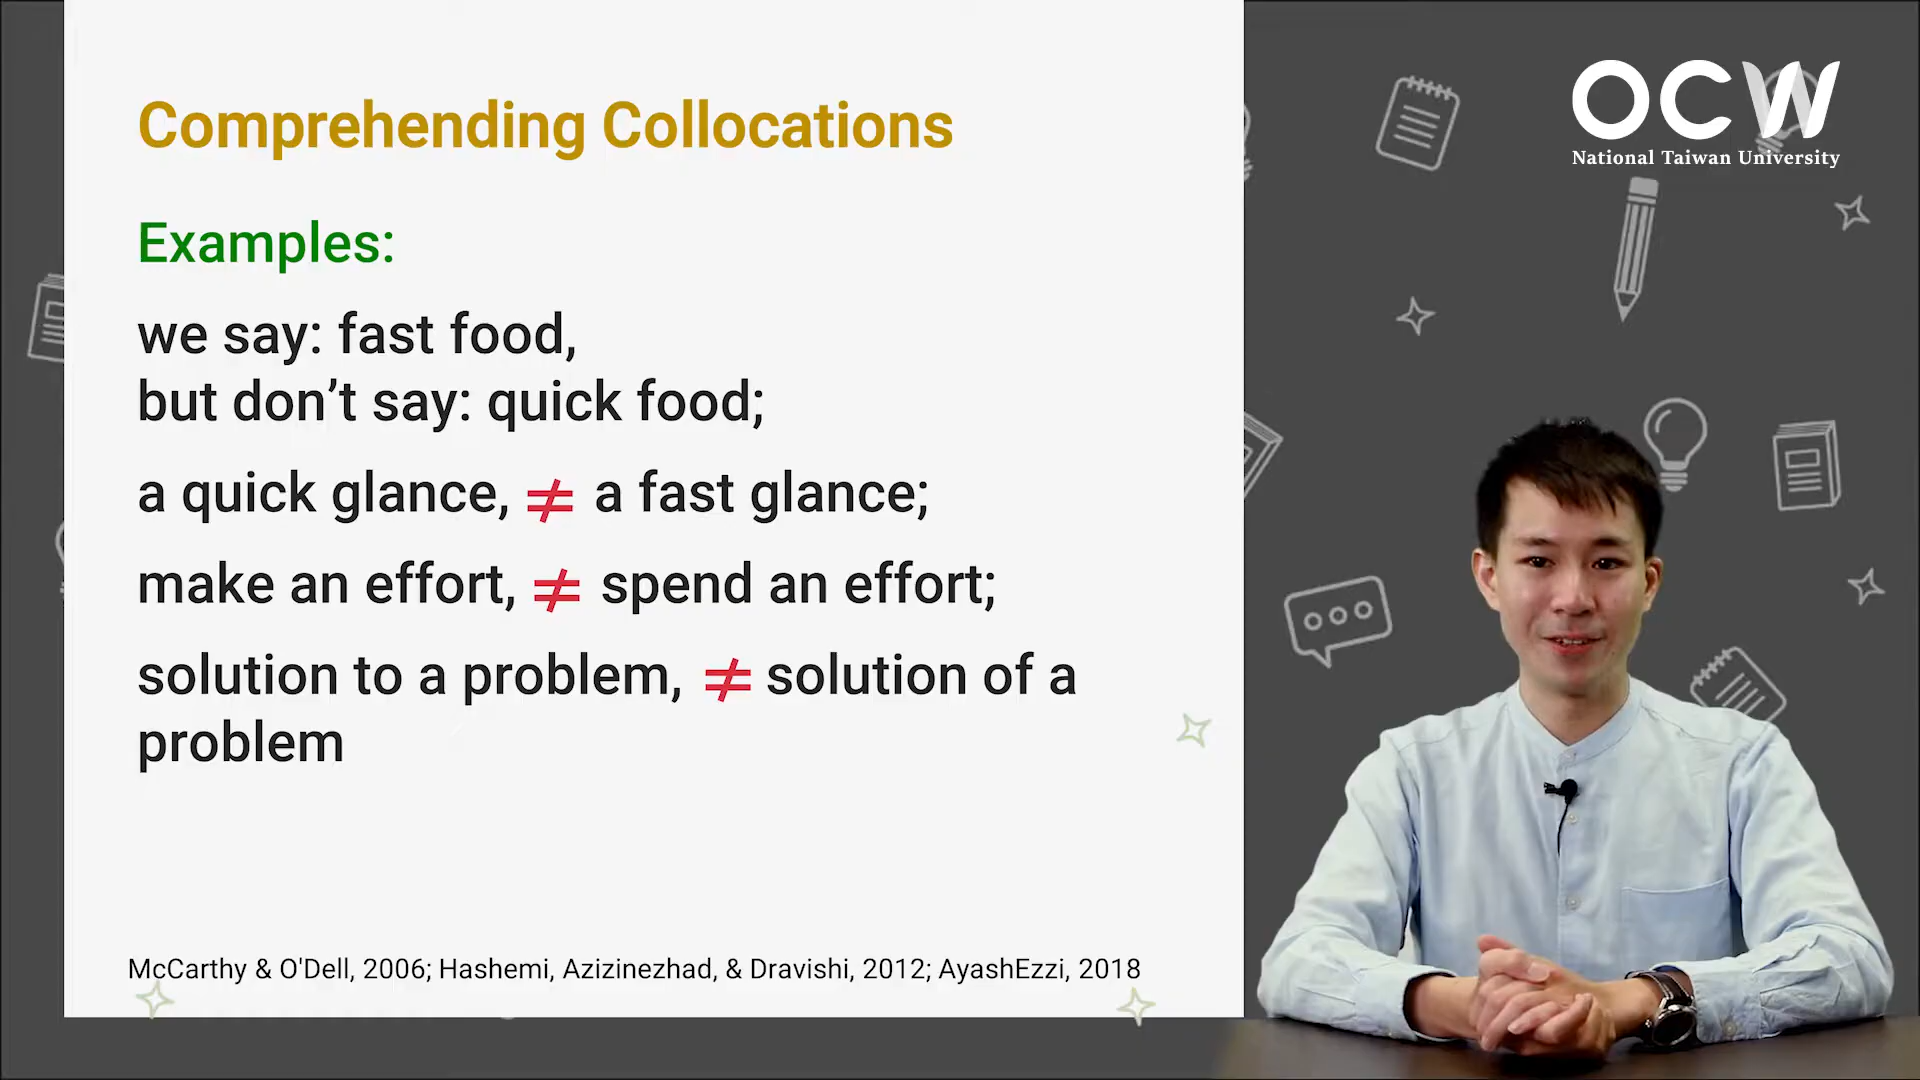 Comprehending Collocations
Examples:
we say: fast food,
but don’t say: quick food;
a quick glance, ≠ a fast glance;
make an effort, ≠ spend an effort;
solution to a problem, ≠ solution of a
problem
McCarthy & O'Dell, 2006; Hashemi, Azizinezhad, & Dravishi, 2012; AyashEzzi, 2018
OCW
National Taiwan University